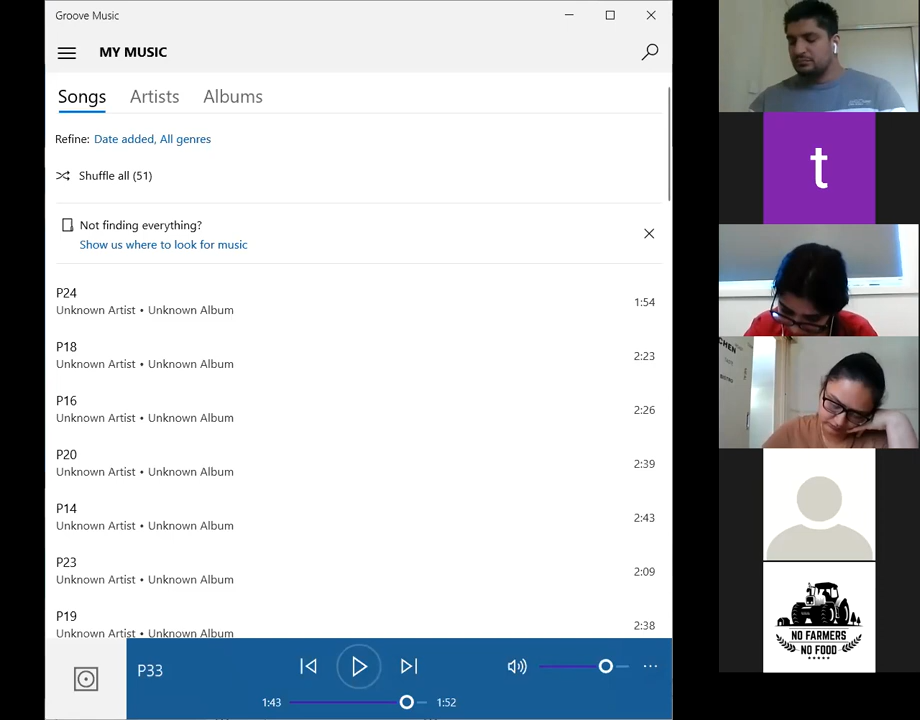 Groove Music
MY MUSIC
Songs Artists Albums
Refine: Date added, All genres
Shuffle all (51)
Not finding everything?
Show us where to look for music
P24
Unknown Artist • Unknown Album
1:54
P18
Unknown Artist • Unknown Album
2:23
P16
Unknown Artist • Unknown Album
2:26
P20
Unknown Artist • Unknown Album
2:39
P14
Unknown Artist • Unknown Album
2:43
P23
Unknown Artist • Unknown Album
2:09
P19
Unknown Artist • Unknown Album
2:38
P33
1:43 1:52
t
NO FARMERS
NO FOOD